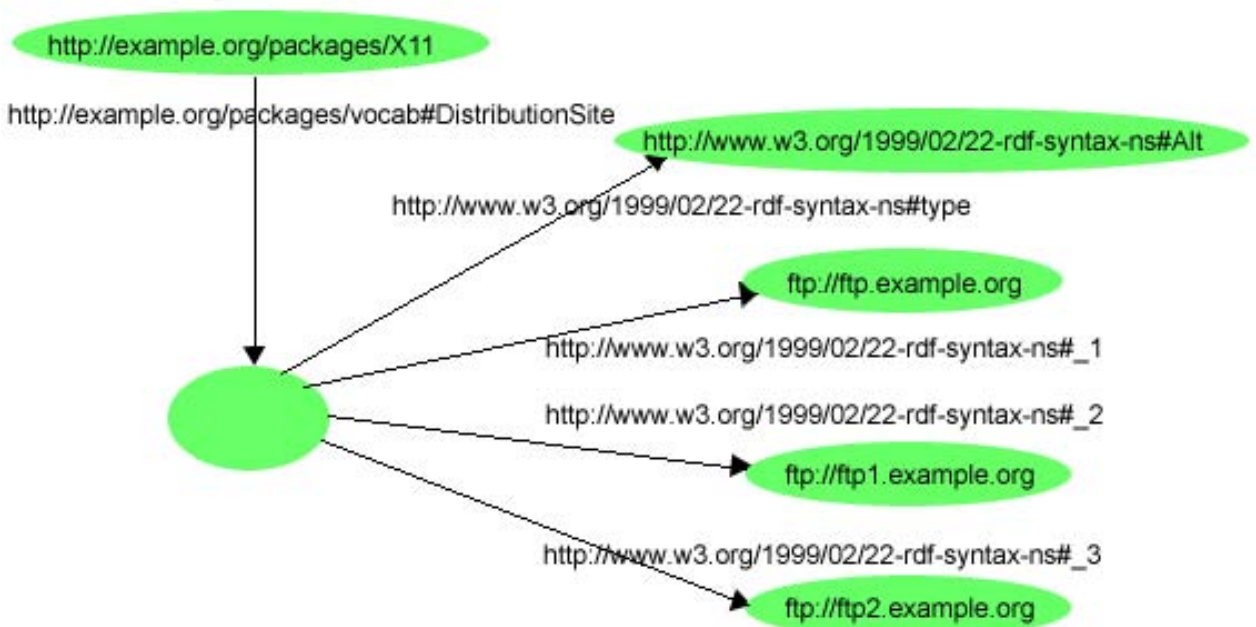 http://example.org/packages/X11
http://example.org/packages/vocab#DistributionSite
http://www.w3.org/1999/02/22-rdf-syntax-ns#Alt
http://www.w3.org/1999/02/22-rdf-syntax-ns#type
ftp://ftp.example.org
http://www.w3.org/1999/02/22-rdf-syntax-ns#_1
http://www.w3.org/1999/02/22-rdf-syntax-ns#_2
ftp://ftp1.example.org
http://www.w3.org/1999/02/22-rdf-syntax-ns#_3
ftp://ftp2.example.org